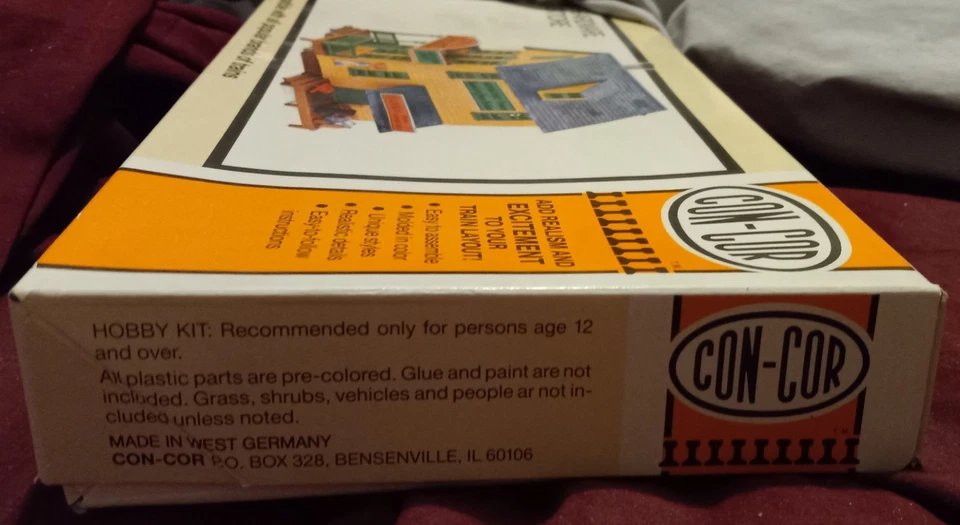 ADD REALISM AND
EXCITEMENT
TO YOUR
TRAIN LAYOUT!
• Easy to assemble
• Molded in color
• Unique styles
• Realistic details
• Easy-to-follow
instructions
CON-COR
TM
HOBBY KIT: Recommended only for persons age 12
and over.
All plastic parts are pre-colored. Glue and paint are not
included. Grass, shrubs, vehicles and people ar not in-
cluded unless noted.
MADE IN WEST GERMANY
CON-COR P.O. BOX 328, BENSENVILLE, IL 60106
CON-COR
TM